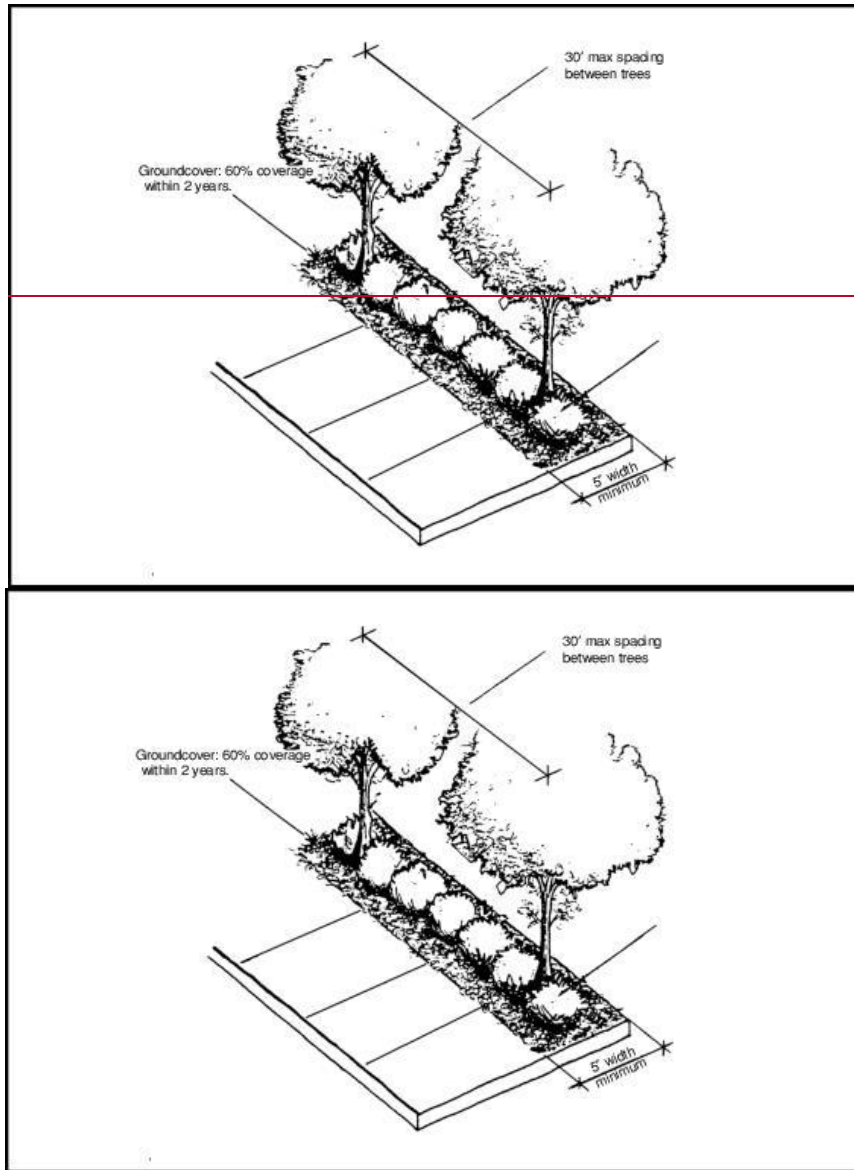 30' max spacing
between trees
Groundcover: 60% coverage
within 2 years.
5' width
minimum
30' max spacing
between trees
Groundcover: 60% coverage
within 2 years.
5' width
minimum